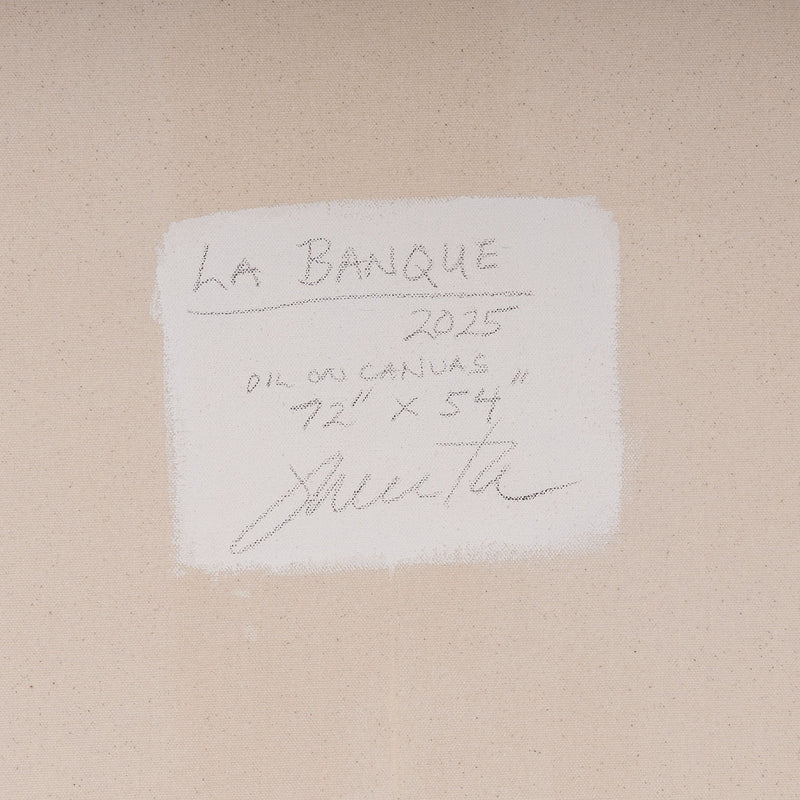 LA BANQUE
2025
OIL ON CANVAS
72" X 54"